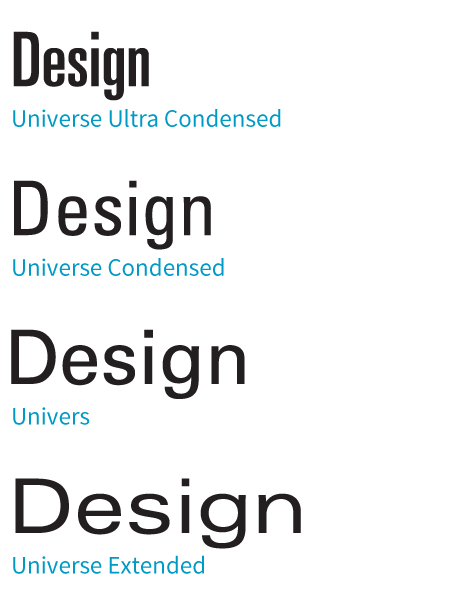 Design
Universe Ultra Condensed
Design
Universe Condensed
Design
Univers
Design
Universe Extended